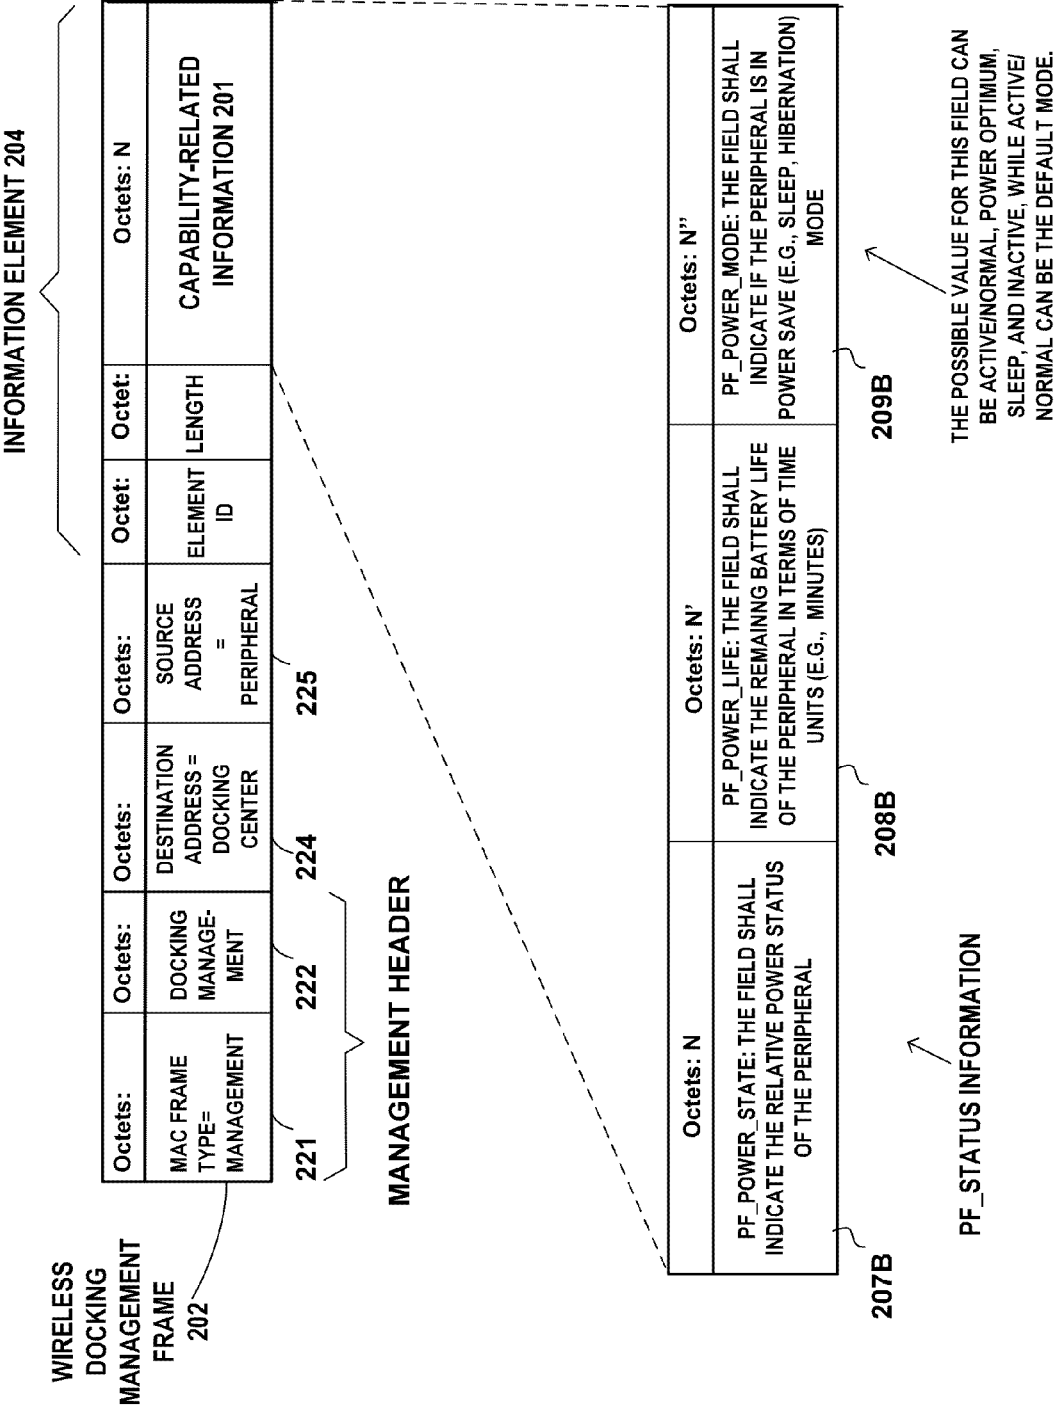 INFORMATION ELEMENT 204
WIRELESS
DOCKING
MANAGEMENT
FRAME
202
Octets:
Octets:
Octets:
Octets:
Octet:
Octet:
Octets: N
MAC FRAME
TYPE=
MANAGEMENT
DOCKING
MANAGE-
MENT
DESTINATION
ADDRESS =
DOCKING
CENTER
SOURCE
ADDRESS
=
PERIPHERAL
ELEMENT
ID
LENGTH
CAPABILITY-RELATED
INFORMATION 201
221
222
224
225
MANAGEMENT HEADER
Octets: N
Octets: N'
Octets: N''
PF_POWER_STATE: THE FIELD SHALL
INDICATE THE RELATIVE POWER STATUS
OF THE PERIPHERAL
PF_POWER_LIFE: THE FIELD SHALL
INDICATE THE REMAINNG BATTERY LIFE
OF THE PERIPHERAL IN TERMS OF TIME
UNITS (E.G., MINUTES)
PF_POWER_MODE: THE FIELD SHALL
INDICATE IF THE PERIPHERAL IS IN
POWER SAVE (E.G., SLEEP, HIBERNATION)
MODE
207B
208B
209B
PF_STATUS INFORMATION
THE POSSIBLE VALUE FOR THIS FIELD CAN
BE ACTIVE/NORMAL, POWER OPTIMUM,
SLEEP, AND INACTIVE, WHILE ACTIVE/
NORMAL CAN BE THE DEFAULT MODE.